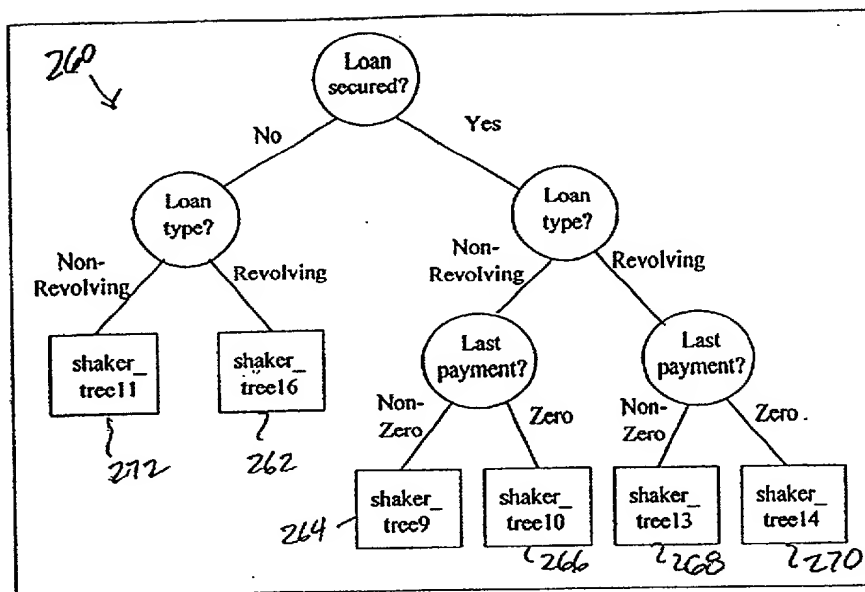 260
Loan
secured?
No
Yes
Loan
type?
Loan
type?
Non-
Revolving
Revolving
Non-
Revolving
Revolving
shaker_
tree11
shaker_
tree16
Last
payment?
Last
payment?
272
262
Non-
Zero
Zero
Non-
Zero
Zero
264
shaker_
tree9
shaker_
tree10
shaker_
tree13
shaker_
tree14
266
268
270